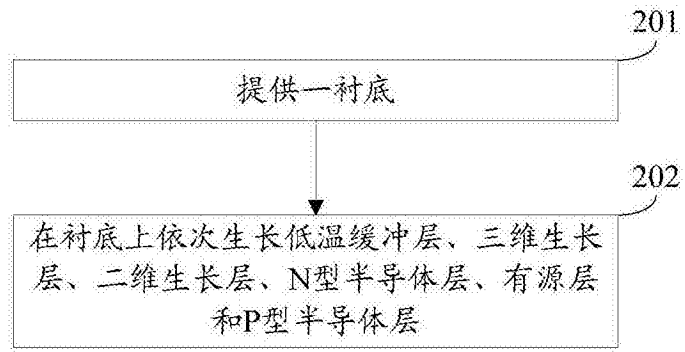 201
提供一衬底
202
在衬底上依次生长低温缓冲层、三维生长
层、二维生长层、N型半导体层、有源层
和P型半导体层